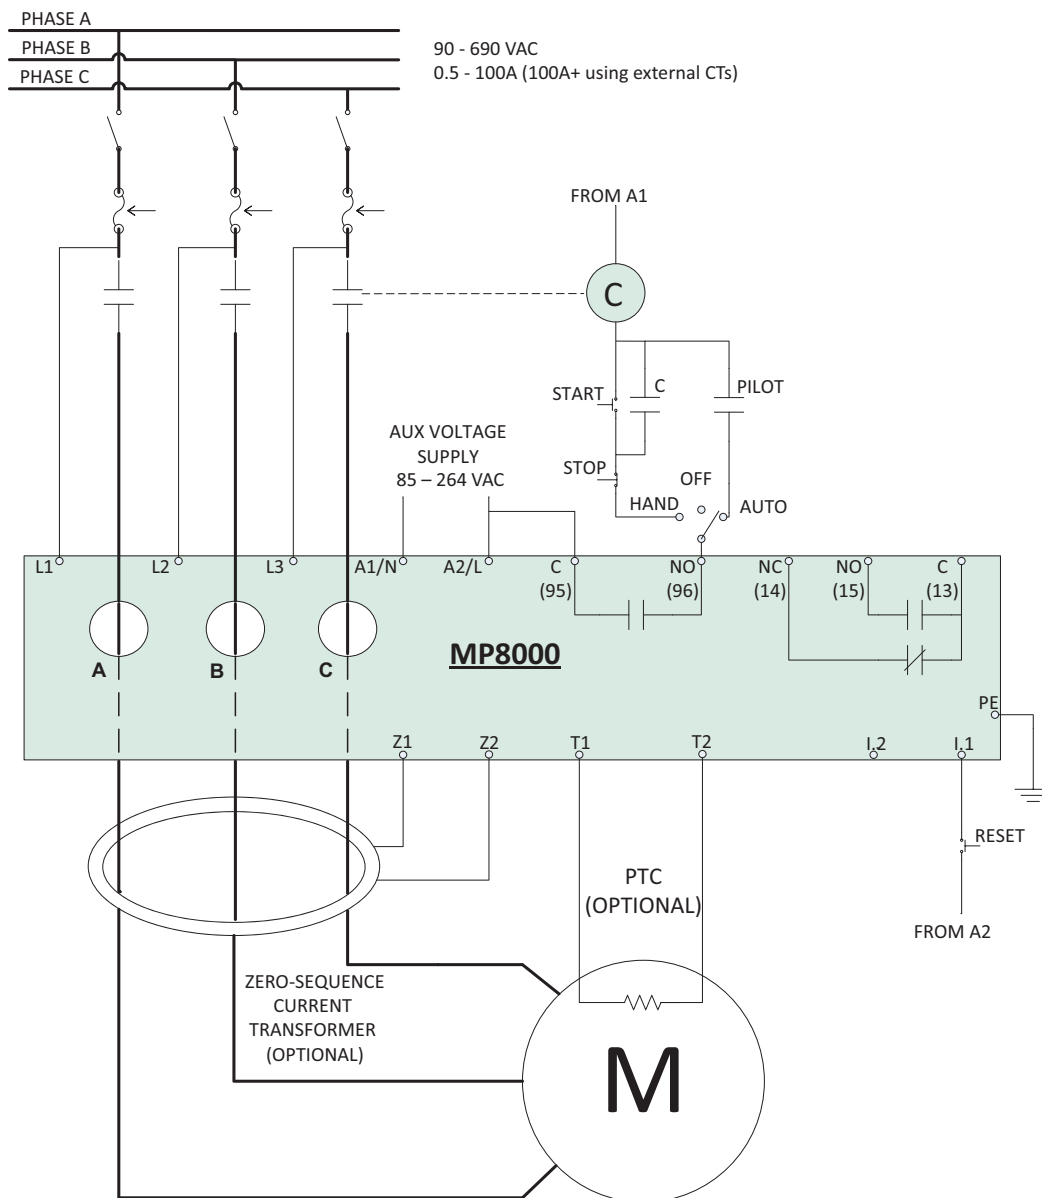 PHASE A
PHASE B
PHASE C
90 - 690 VAC
0.5 - 100A (100A+ using external CTs)
FROM A1
C
START
C
PILOT
AUX VOLTAGE
SUPPLY
85 – 264 VAC
STOP
OFF
HAND
AUTO
L1
L2
L3
A1/N
A2/L
C
(95)
NO
(96)
NC
(14)
NO
(15)
C
(13)
A
B
C
MP8000
PE
Z1
Z2
T1
T2
I.2
I.1
RESET
PTC
(OPTIONAL)
FROM A2
ZERO-SEQUENCE
CURRENT
TRANSFORMER
(OPTIONAL)
M